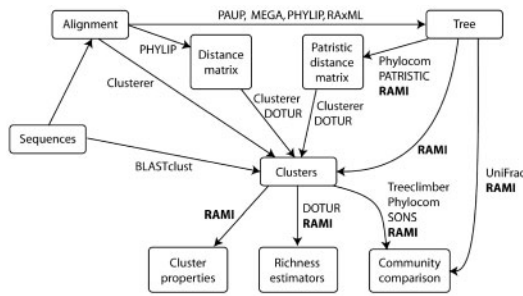 PAUP, MEGA, PHYLIP, RAxML
Alignment
Tree
PHYLIP
Distance
matrix
Patristic
distance
matrix
Phylocom
PATRISTIC
RAMI
Clusterer
Clusterer
DOTUR
Clusterer
DOTUR
Sequences
BLASTclust
RAMI
Clusters
UniFrac
RAMI
RAMI
DOTUR
RAMI
Treeclimber
Phylocom
SONS
RAMI
Cluster
properties
Richness
estimators
Community
comparison